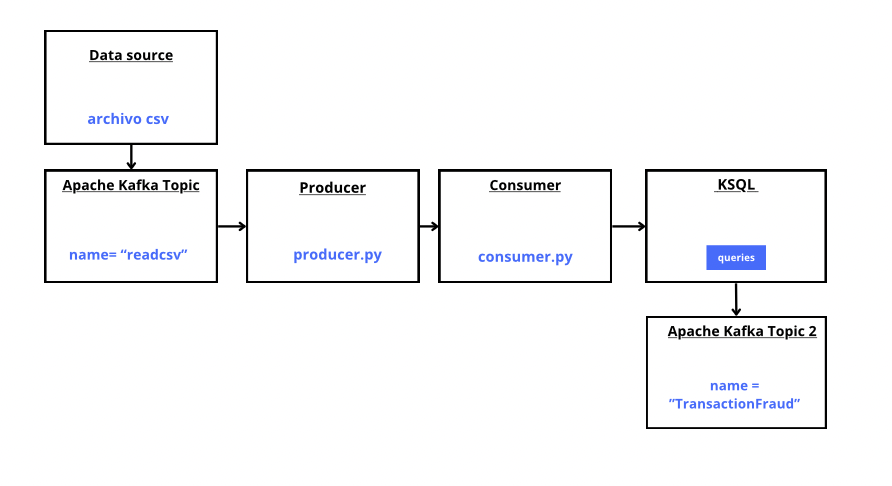 Data source
archivo csv
Apache Kafka Topic
name= “readcsv”
Producer
producer.py
Consumer
consumer.py
KSQL
queries
Apache Kafka Topic 2
name =
”TransactionFraud”